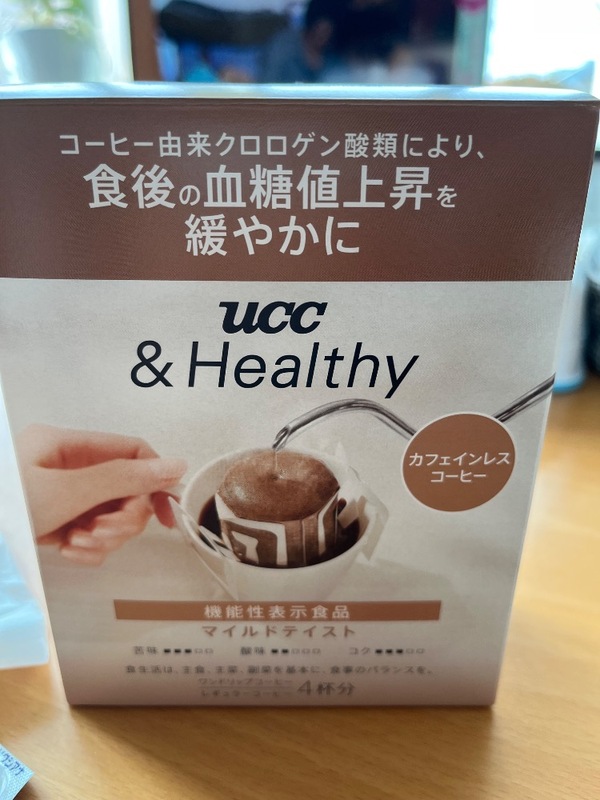 コーヒー由来クロロゲン酸類により、
食後の血糖値上昇を
緩やかに
ucc
& Healthy
カフェインレス
コーヒー
機能性表示食品
マイルドテイスト
苦味 ■■■□□ 酸味 ■■□□□ コク ■■■□□
食生活は、主食、主菜、副菜を基本に、食事のバランスを。
ワンドリップコーヒー
レギュラーコーヒー
4杯分